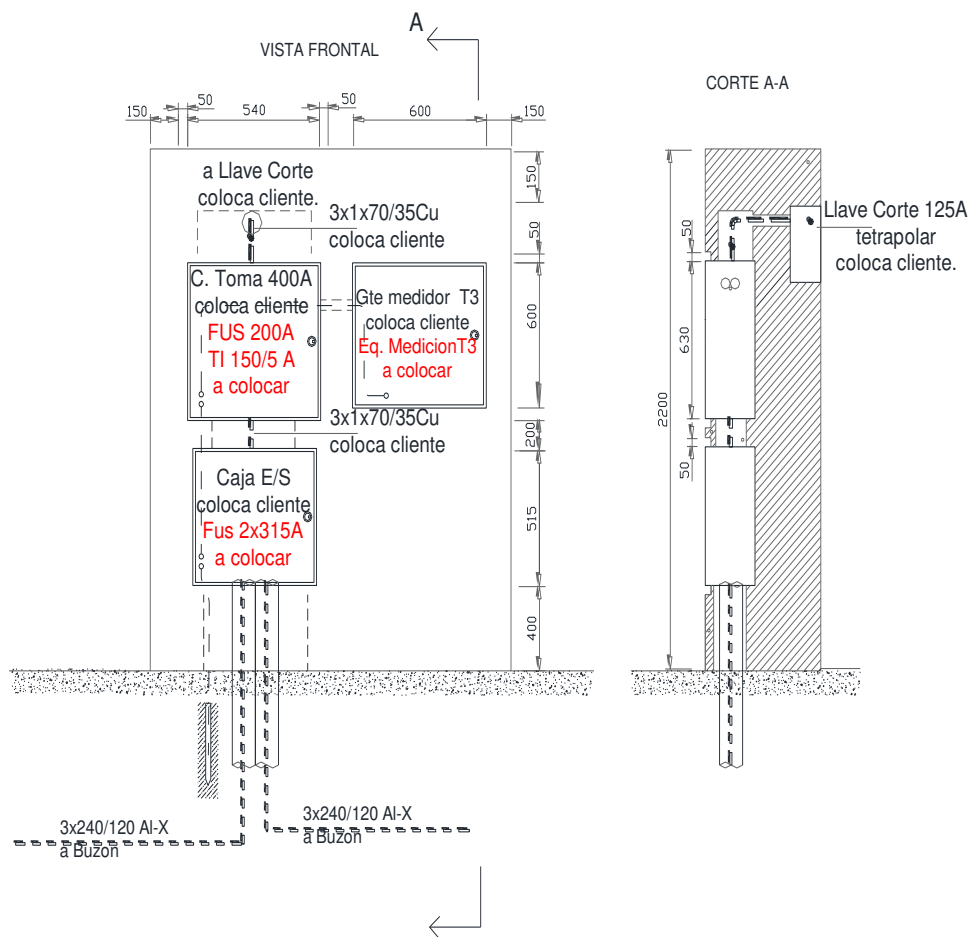 A
VISTA FRONTAL
CORTE A-A
150
50
540
50
600
150
a Llave Corte
coloca cliente.
3x1x70/35Cu
coloca cliente
150
50
C. Toma 400A
coloca cliente
FUS 200A
TI 150/5 A
a colocar
Gte medidor T3
coloca cliente
Eq. MedicionT3
a colocar
600
3x1x70/35Cu
coloca cliente
200
Caja E/S
coloca cliente
Fus 2x315A
a colocar
515
400
3x240/120 Al-X
a Buzon
3x240/120 Al-X
a Buzon
Llave Corte 125A
tetrapolar
coloca cliente.
50
630
2200
50